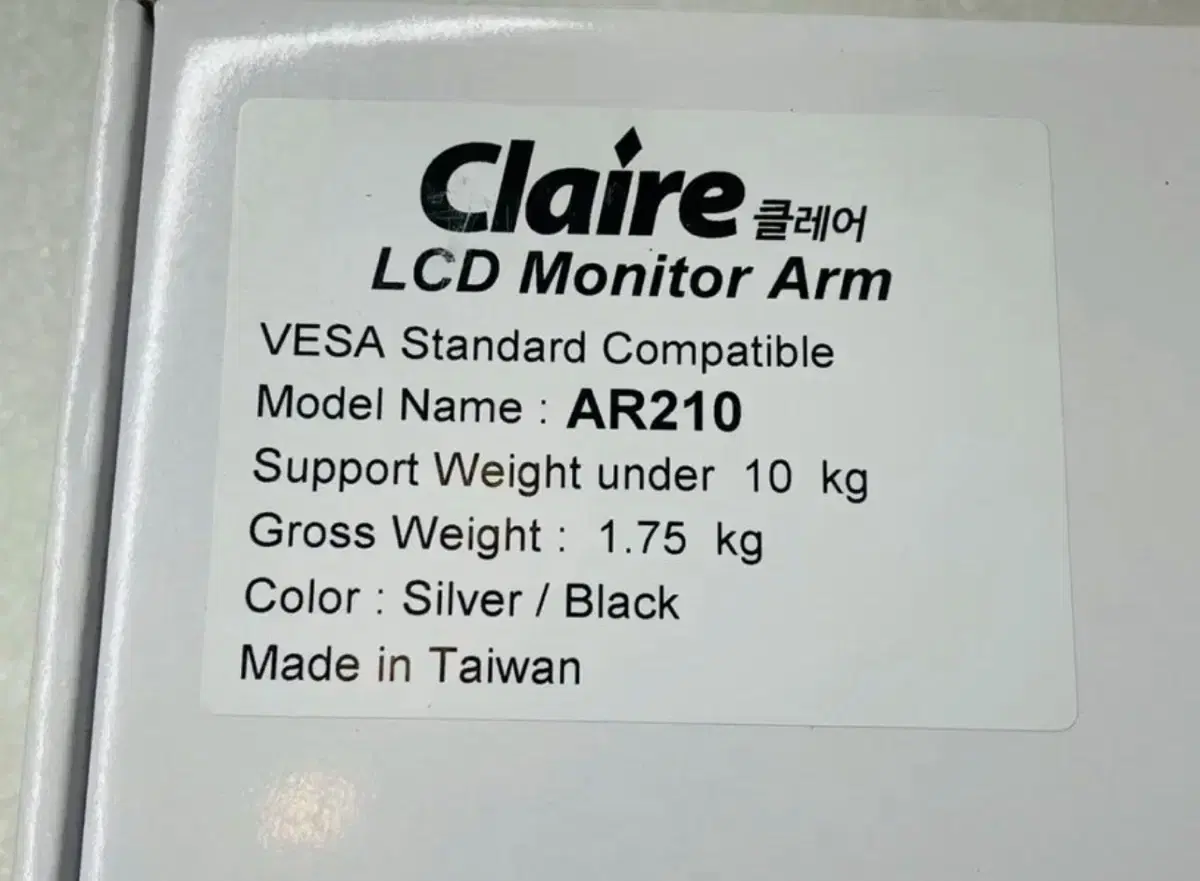 Claire 클레어
LCD Monitor Arm
VESA Standard Compatible
Model Name : AR210
Support Weight under 10 kg
Gross Weight : 1.75 kg
Color : Silver / Black
Made in Taiwan